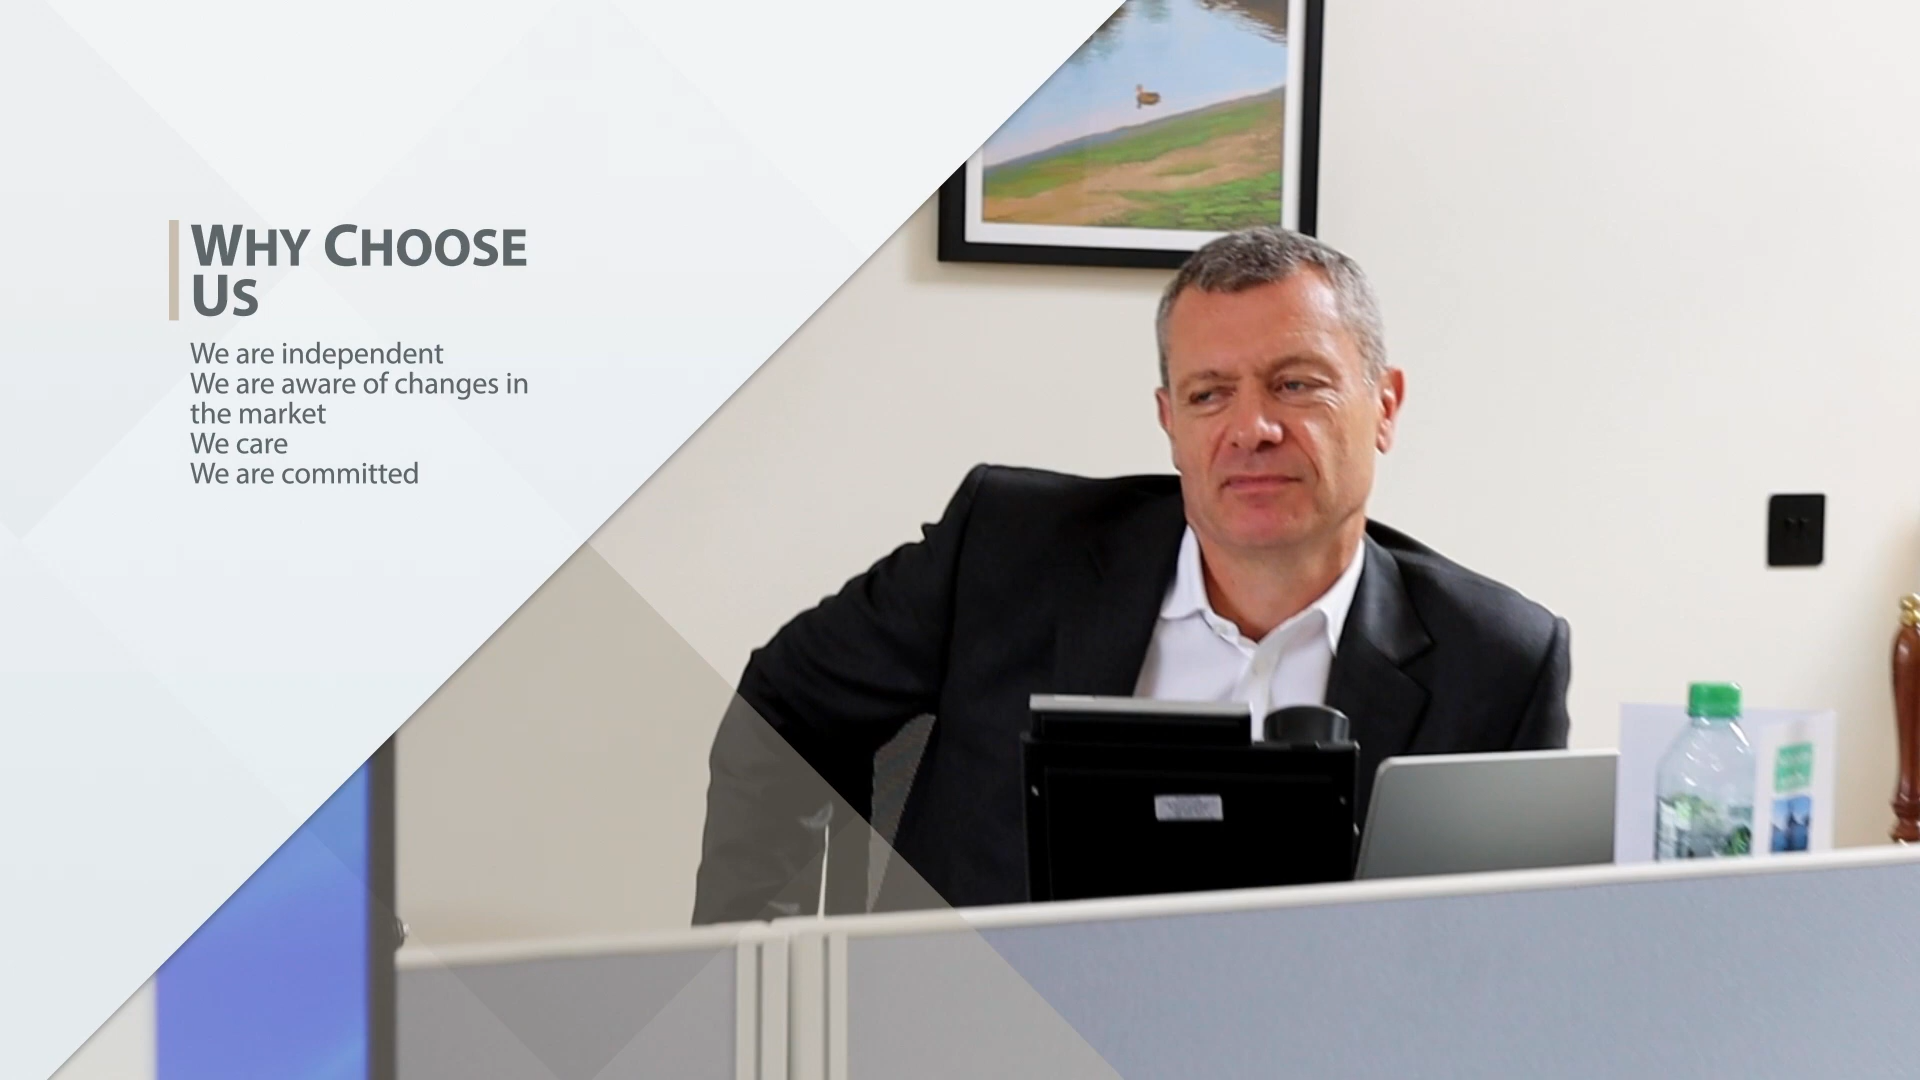 WHY CHOOSE
US
We are independent
We are aware of changes in
the market
We care
We are committed